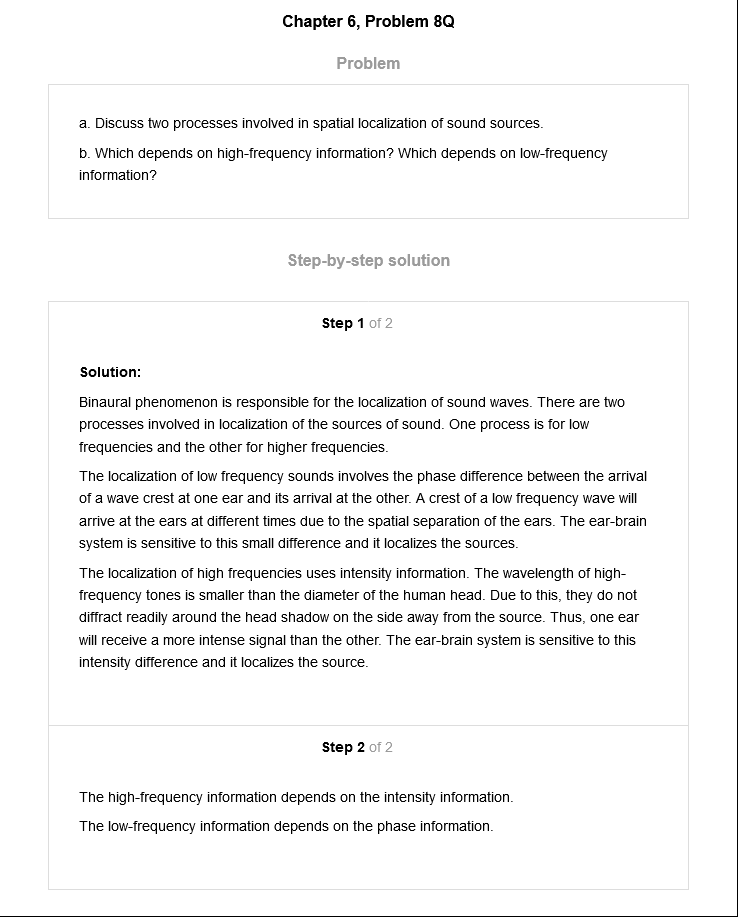 Chapter 6, Problem 8Q
Problem
a. Discuss two processes involved in spatial localization of sound sources.
b. Which depends on high-frequency information? Which depends on low-frequency
information?
Step-by-step solution
Step 1 of 2
Solution:
Binaural phenomenon is responsible for the localization of sound waves. There are two
processes involved in localization of the sources of sound. One process is for low
frequencies and the other for higher frequencies.
The localization of low frequency sounds involves the phase difference between the arrival
of a wave crest at one ear and its arrival at the other. A crest of a low frequency wave will
arrive at the ears at different times due to the spatial separation of the ears. The ear-brain
system is sensitive to this small difference and it localizes the sources.
The localization of high frequencies uses intensity information. The wavelength of high-
frequency tones is smaller than the diameter of the human head. Due to this, they do not
diffract readily around the head shadow on the side away from the source. Thus, one ear
will receive a more intense signal than the other. The ear-brain system is sensitive to this
intensity difference and it localizes the source.
Step 2 of 2
The high-frequency information depends on the intensity information.
The low-frequency information depends on the phase information.